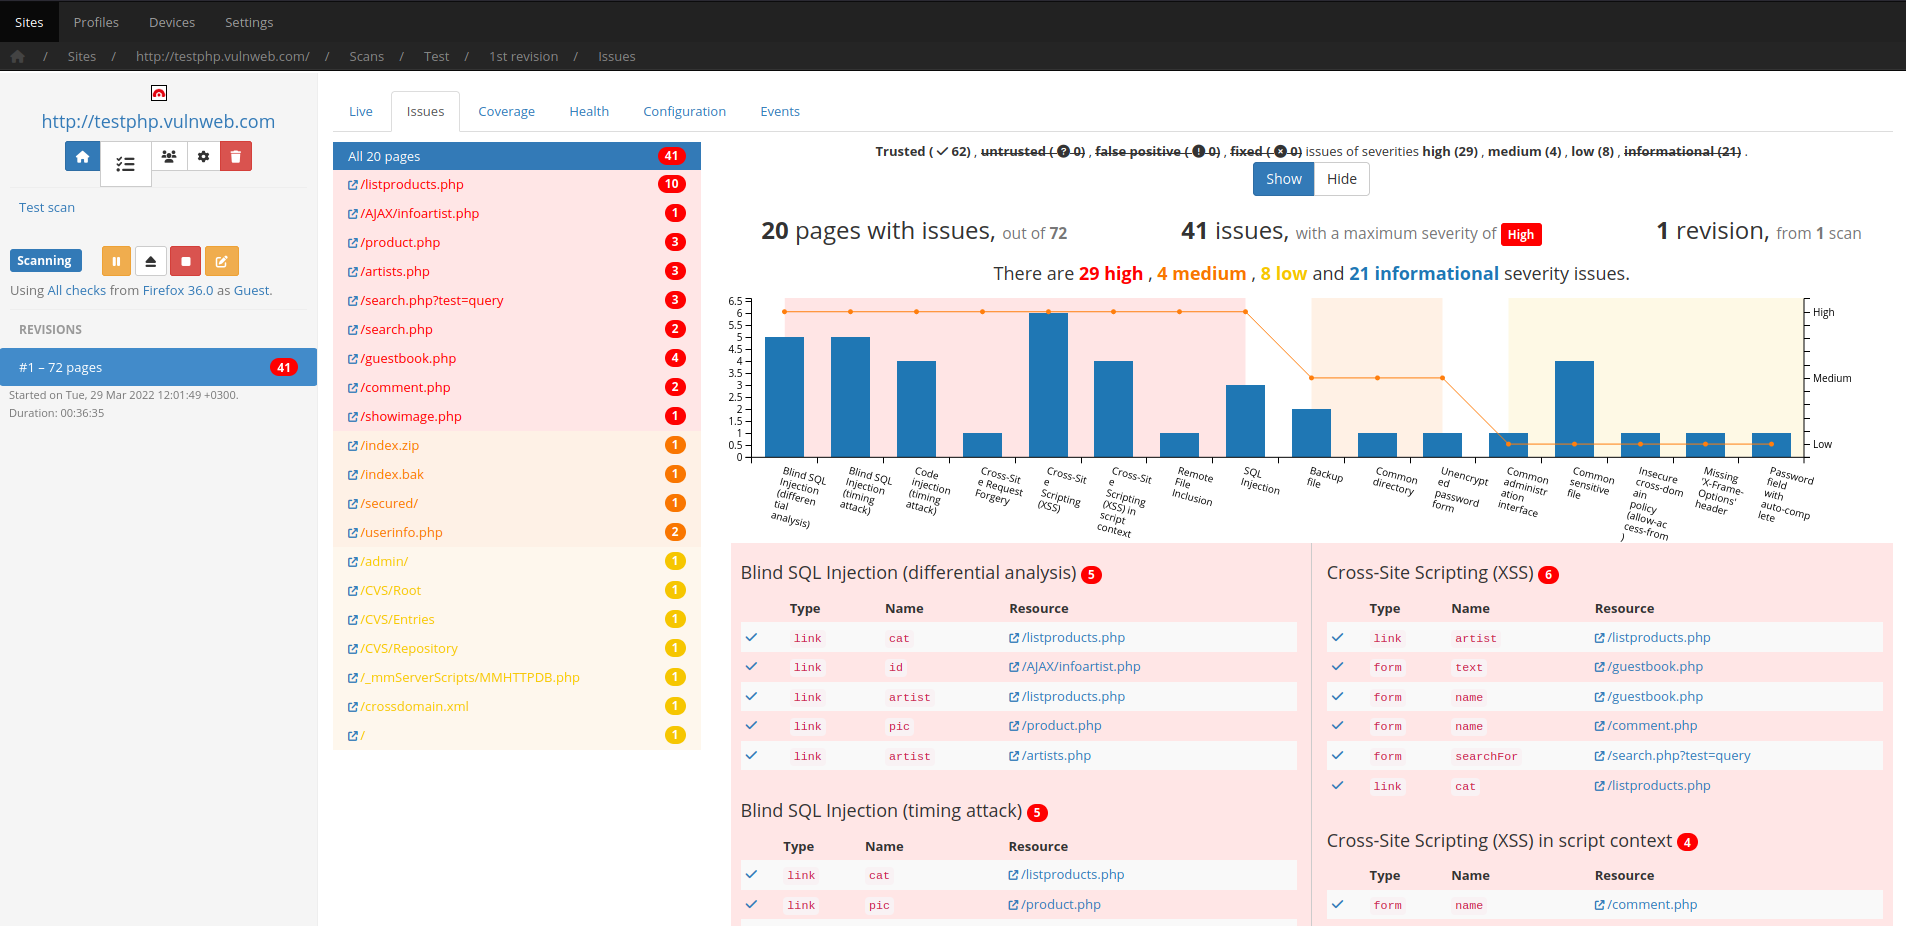 Sites Profiles Devices Settings
/ Sites / http://testphp.vulnweb.com/ / Scans / Test / 1st revision / Issues
http://testphp.vulnweb.com
Test scan
Scanning
Using All checks from Firefox 36.0 as Guest.
REVISIONS
#1 – 72 pages 41
Started on Tue, 29 Mar 2022 12:01:49 +0300.
Duration: 00:36:35
Live Issues Coverage Health Configuration Events
All 20 pages 41
/listproducts.php 10
/AJAX/infoartist.php 1
/product.php 3
/artists.php 3
/search.php?test=query 3
/search.php 2
/guestbook.php 4
/comment.php 2
/showimage.php 1
/index.zip 1
/index.bak 1
/secured/ 1
/userinfo.php 2
/admin/ 1
/CVS/Root 1
/CVS/Entries 1
/CVS/Repository 1
/_mmServerScripts/MMHTTPDB.php 1
/crossdomain.xml 1
/ 1
Trusted ( 62) , untrusted ( 0) , false positive ( 0) , fixed ( 0) issues of severities high (29) , medium (4) , low (8) , informational (21) .
Show Hide
20 pages with issues, out of 72
41 issues, with a maximum severity of High
1 revision, from 1 scan
There are 29 high , 4 medium , 8 low and 21 informational severity issues.
6.5
6
5.5
5
4.5
4
3.5
3
2.5
2
1.5
1
0.5
0
High
Medium
Low
Blind SQL
Injection
(differen
tial
analysis)
Blind SQL
Injection
(timing
attack)
Code
injection
(timing
attack)
Cross-Sit
e Request
Forgery
Cross-Sit
e
Scripting
(XSS)
Cross-Sit
e
Scripting
(XSS) in
script
context
Remote
File
Inclusion
SQL
Injection
Backup
file
Common
directory
Unencrypt
ed
password
form
Common
administr
ation
interface
Common
sensitive
file
Insecure
cross-dom
ain
policy
(allow-ac
cess-from
)
Missing
'X-Frame-
Options'
header
Password
field
with
auto-comp
lete
Blind SQL Injection (differential analysis) 5
Type Name Resource
link cat /listproducts.php
link id /AJAX/infoartist.php
link artist /listproducts.php
link pic /product.php
link artist /artists.php
Blind SQL Injection (timing attack) 5
Type Name Resource
link cat /listproducts.php
link pic /product.php
Cross-Site Scripting (XSS) 6
Type Name Resource
link artist /listproducts.php
form text /guestbook.php
form name /guestbook.php
form name /comment.php
form searchFor /search.php?test=query
link cat /listproducts.php
Cross-Site Scripting (XSS) in script context 4
Type Name Resource
form name /comment.php